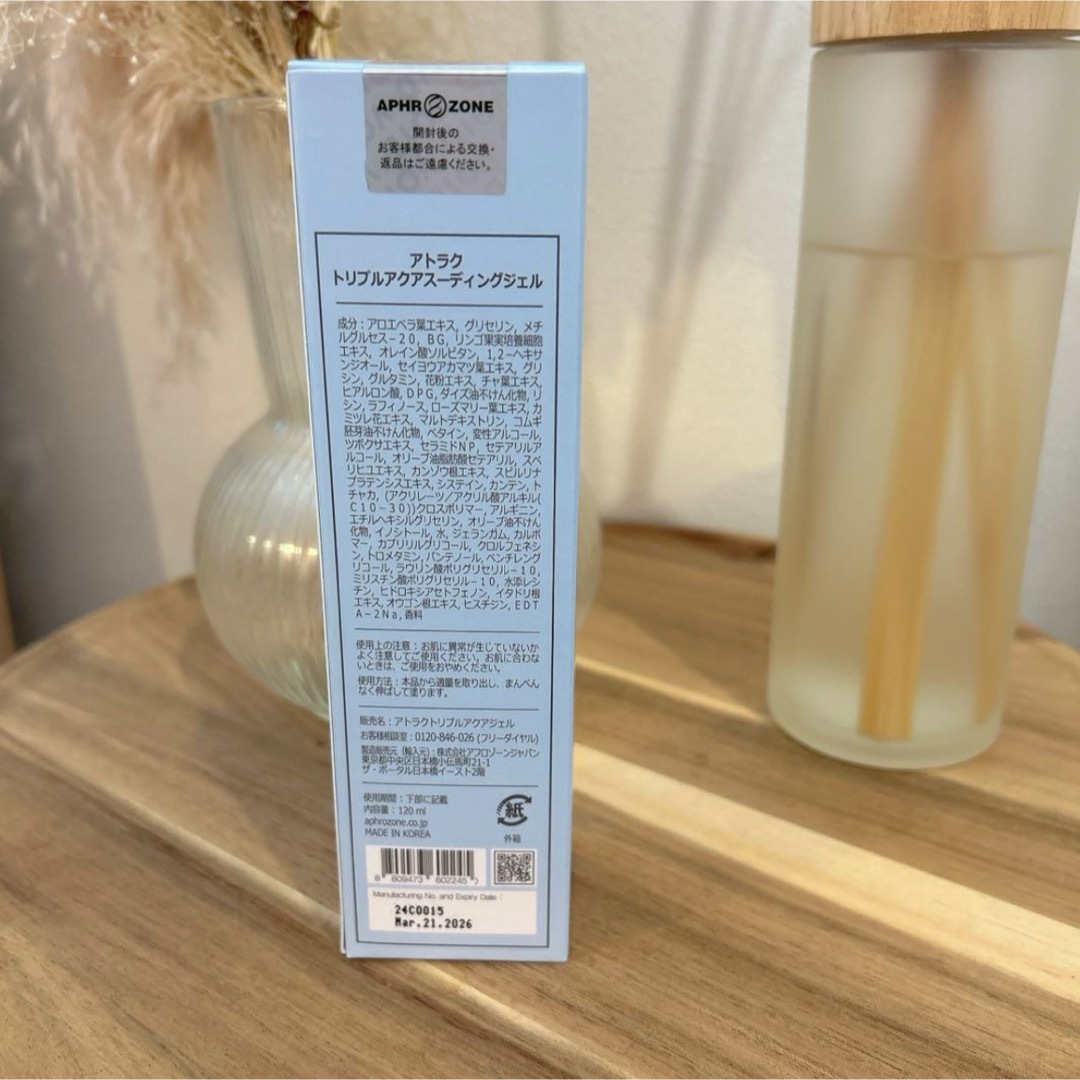 APHROZONE
開封後の
お客様都合による交換・
返品はご遠慮ください。
アトラク
トリプルアクアスーディングジェル
成分：アロエベラ葉エキス, グリセリン, メチ
ルグルセス－20, BG, リンゴ果実培養細胞
エキス, オレイン酸ソルビタン, 1,2－ヘキサ
ンジオール, セイヨウアカマツ葉エキス, グリ
シン, グルタミン, 花粉エキス, チャ葉エキス,
ヒアルロン酸, DPG, ダイズ油不けん化物, リ
シン, ラフィノース, ローズマリー葉エキス, カ
ミツレ花エキス, マルトデキストリン, コムギ
胚芽油不けん化物, ベタイン, 変性アルコール,
ツボクサエキス, セラミドNP, セテアリルア
ルコール, オリーブ油脂肪酸セテアリル, スベ
リヒユエキス, カンゾウ根エキス, スピルリナ
プラテンシスエキス, システイン, カンテン, ト
チャカ, (アクリレーツ／アクリル酸アルキル(
C10－30))クロスポリマー, アルギニン,
エチルヘキシルグリセリン, オリーブ油不けん
化物, イノシトール, 水, ジェランガム, カルボ
マー, カプリリルグリコール, クロルフェネシ
ン, トロメタミン, パンテノール, ペンチレング
リコール, ラウリン酸ポリグリセリル－10,
ミリスチン酸ポリグリセリル－10, 水添レシ
チン, ヒドロキシアセトフェノン, イタドリ根
エキス, オウゴン根エキス, ヒスチジン, EDT
A－2Na, 香料
使用上の注意：お肌に異常が生じていないか
よく注意してご使用ください。お肌に合わな
いときは、ご使用をおやめください。
使用方法：本品から適量を取り出し、まんべん
なく伸ばして塗ります。
販売名：アトラクトリプルアクアジェル
お客様相談室：0120-846-026 (フリーダイヤル)
製造販売元（輸入元）：株式会社アフロゾーンジャパン
東京都中央区日本橋小伝馬町21-1
ザ・ポータル日本橋イースト2階
使用期間：下部に記載
内容量：120 ml
aphrozone.co.jp
MADE IN KOREA
紙
外箱
8 809473 602245
Manufacturing No. and Expiry Date :
24C0015
Mar.21.2026